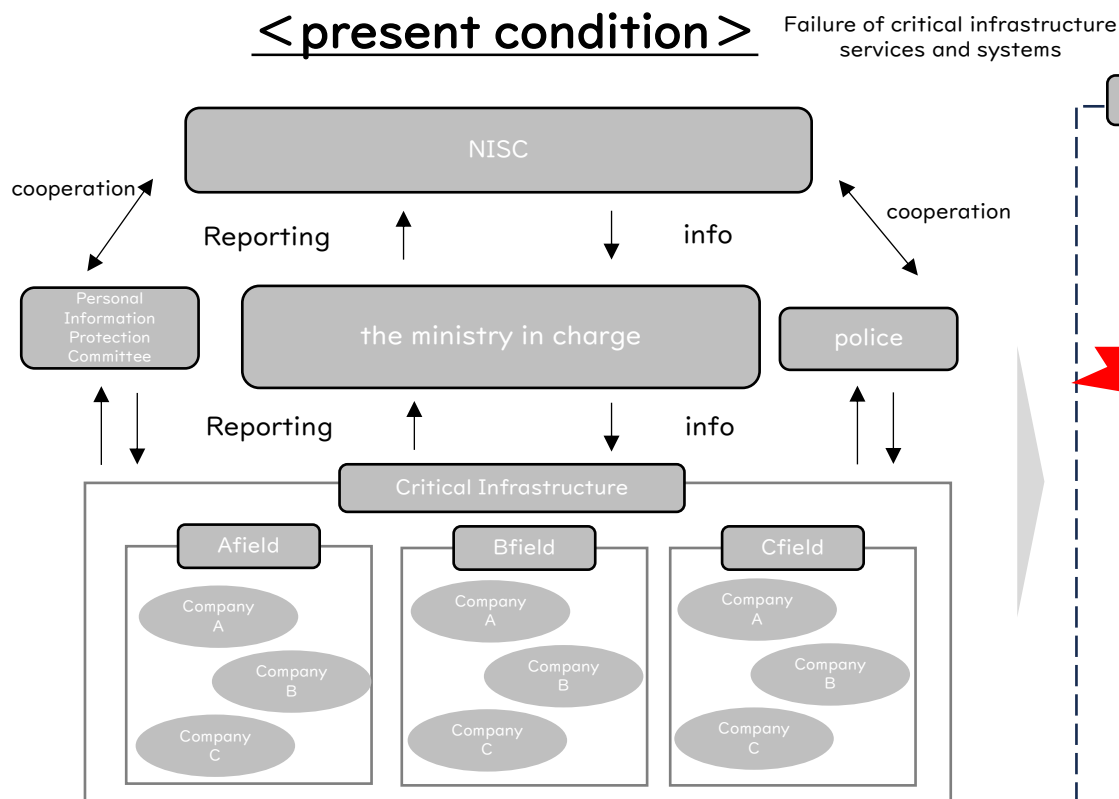 ＜present condition＞
Failure of critical infrastructure
services and systems
NISC
cooperation
cooperation
Reporting
info
Personal
Information
Protection
Committee
the ministry in charge
police
Reporting
info
Critical Infrastructure
Afield
Bfield
Cfield
Company
A
Company
B
Company
C
Company
A
Company
B
Company
C
Company
A
Company
B
Company
C